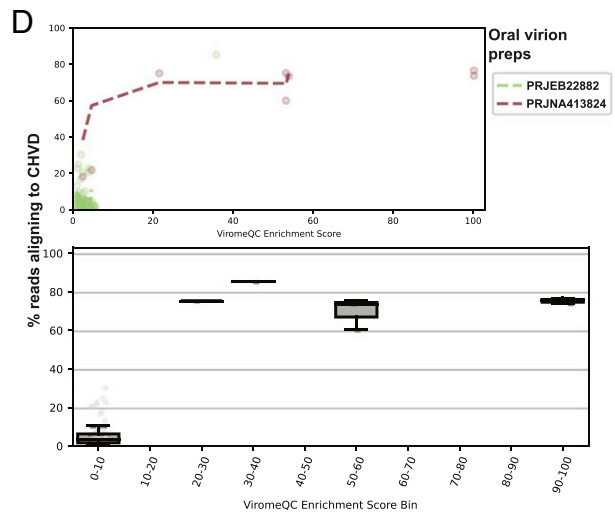 D
Oral virion
preps
PRJEB22882
PRJNA413824
100
80
60
40
20
0
0 20 40 60 80 100
ViromeQC Enrichment Score
% reads aligning to CHVD
100
80
60
40
20
0
0-10 10-20 20-30 30-40 40-50 50-60 60-70 70-80 80-90 90-100
ViromeQC Enrichment Score Bin